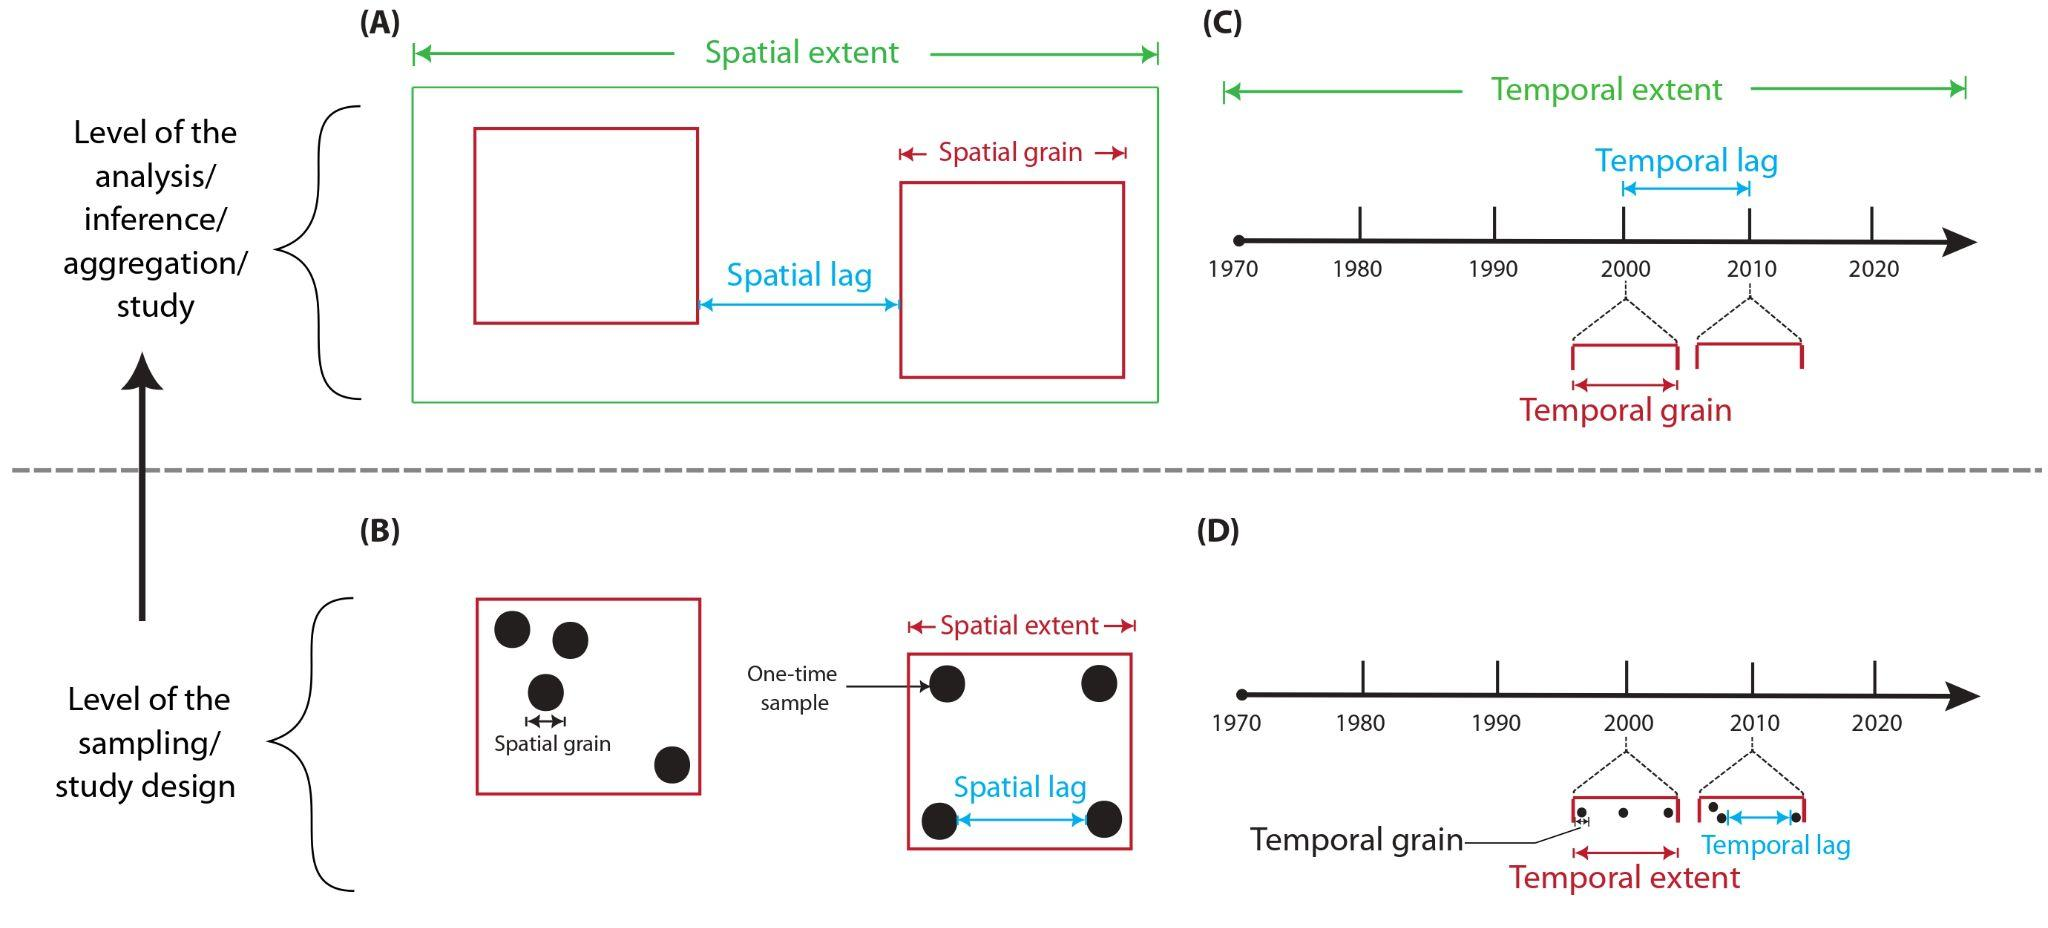 (A)
Spatial extent
Level of the
analysis/
inference/
aggregation/
study
Spatial grain
Spatial lag
(C)
Temporal extent
Temporal lag
1970 1980 1990 2000 2010 2020
Temporal grain
(B)
Level of the
sampling/
study design
Spatial grain
Spatial extent
One-time
sample
Spatial lag
(D)
1970 1980 1990 2000 2010 2020
Temporal grain
Temporal lag
Temporal extent